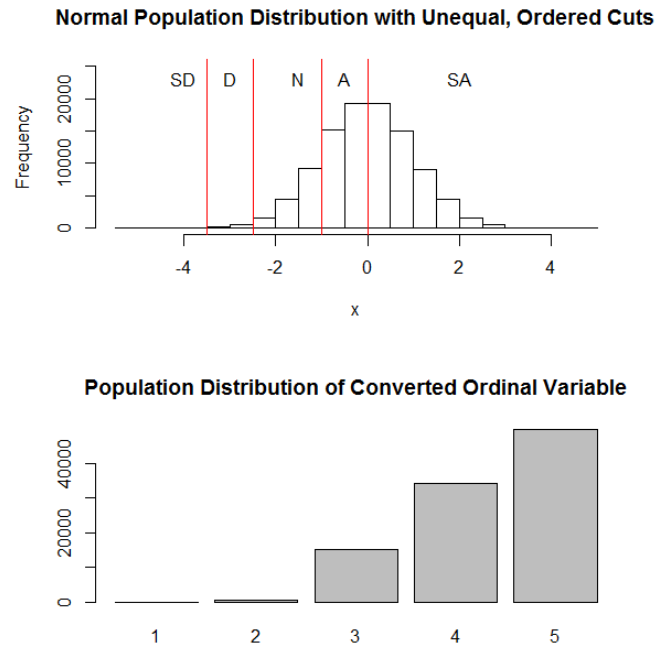 Normal Population Distribution with Unequal, Ordered Cuts
SD D N A SA
Frequency
20000
10000
0
-4 -2 0 2 4
x
Population Distribution of Converted Ordinal Variable
40000
20000
0
1 2 3 4 5